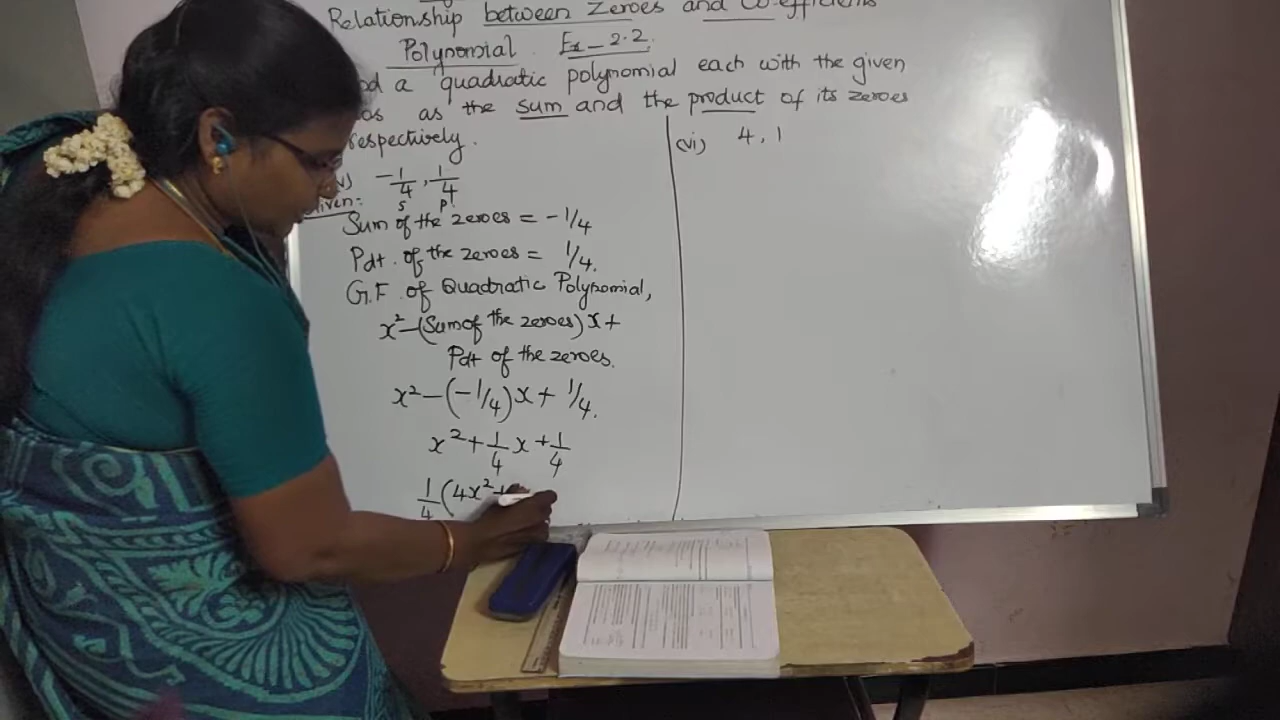 Relationship between Zeroes and Co-efficients
Polynomial. Ex – 2.2.
a quadratic polynomial each with the given
as the sum and the product of its zeroes
respectively.
(v) -1/4, 1/4
S P
Given:
Sum of the zeroes = -1/4
Pdt. of the zeroes = 1/4.
G.F. of Quadratic Polynomial,
x² - (Sum of the zeroes) x +
Pdt of the zeroes.
x² - (-1/4) x + 1/4.
x² + 1/4 x + 1/4
1/4 (4x² +
(vi) 4, 1